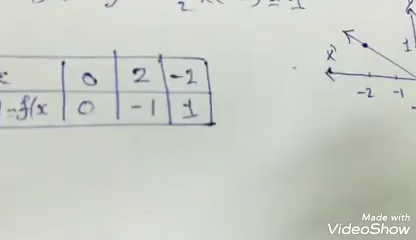 x | 0 | 2 | -2
f(x | 0 | -1 | 1
x'
1
-2 -1
Made with
VideoShow